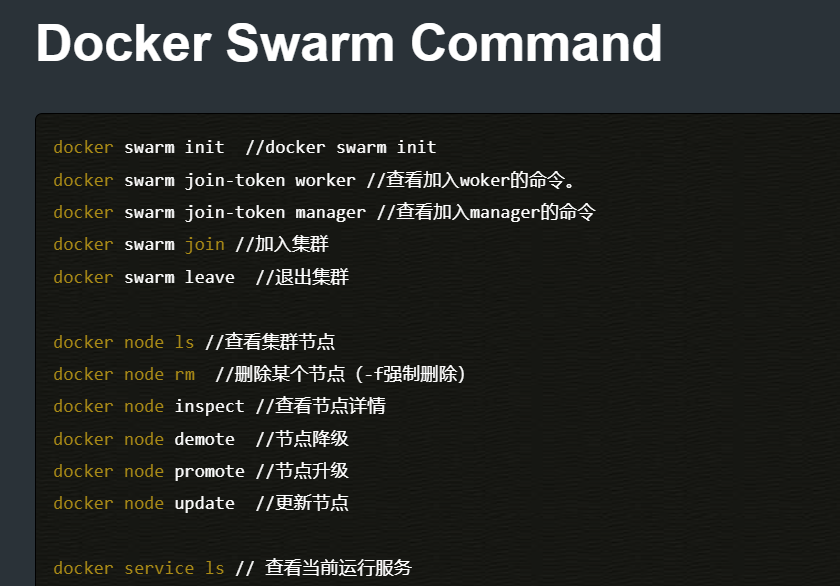 Docker Swarm Command
docker swarm init  //docker swarm init
docker swarm join-token worker //查看加入woker的命令。
docker swarm join-token manager //查看加入manager的命令
docker swarm join //加入集群
docker swarm leave  //退出集群
docker node ls //查看集群节点
docker node rm  //删除某个节点（-f强制删除）
docker node inspect //查看节点详情
docker node demote  //节点降级
docker node promote //节点升级
docker node update  //更新节点
docker service ls // 查看当前运行服务